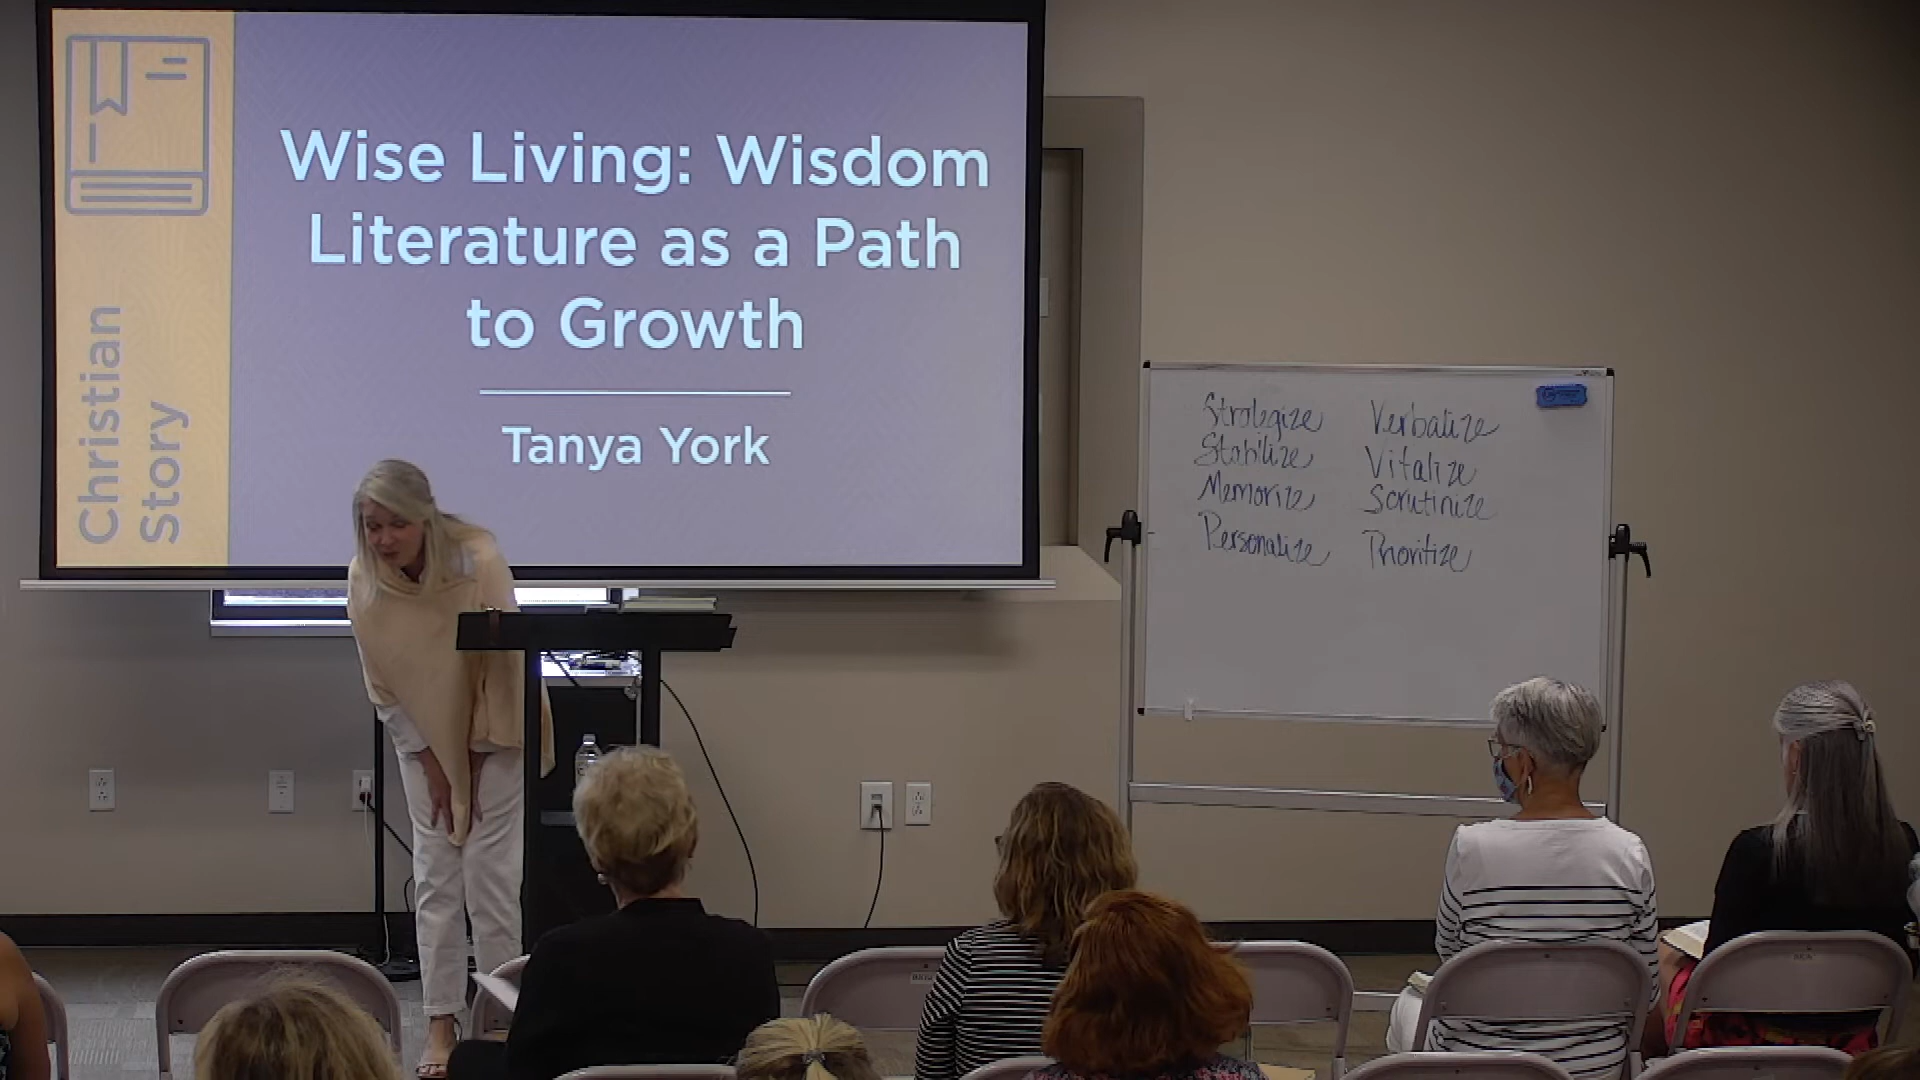 Christian
Story
Wise Living: Wisdom
Literature as a Path
to Growth
Tanya York
Strategize Verbalize
Stabilize Vitalize
Memorize Scrutinize
Personalize Prioritize